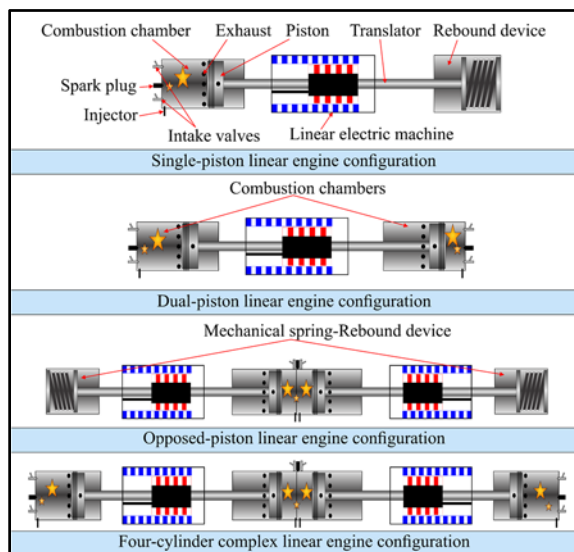 Combustion chamber Exhaust Piston Translator Rebound device
Spark plug
Injector
Intake valves
Linear electric machine
Single-piston linear engine configuration
Combustion chambers
Dual-piston linear engine configuration
Mechanical spring-Rebound device
Opposed-piston linear engine configuration
Four-cylinder complex linear engine configuration